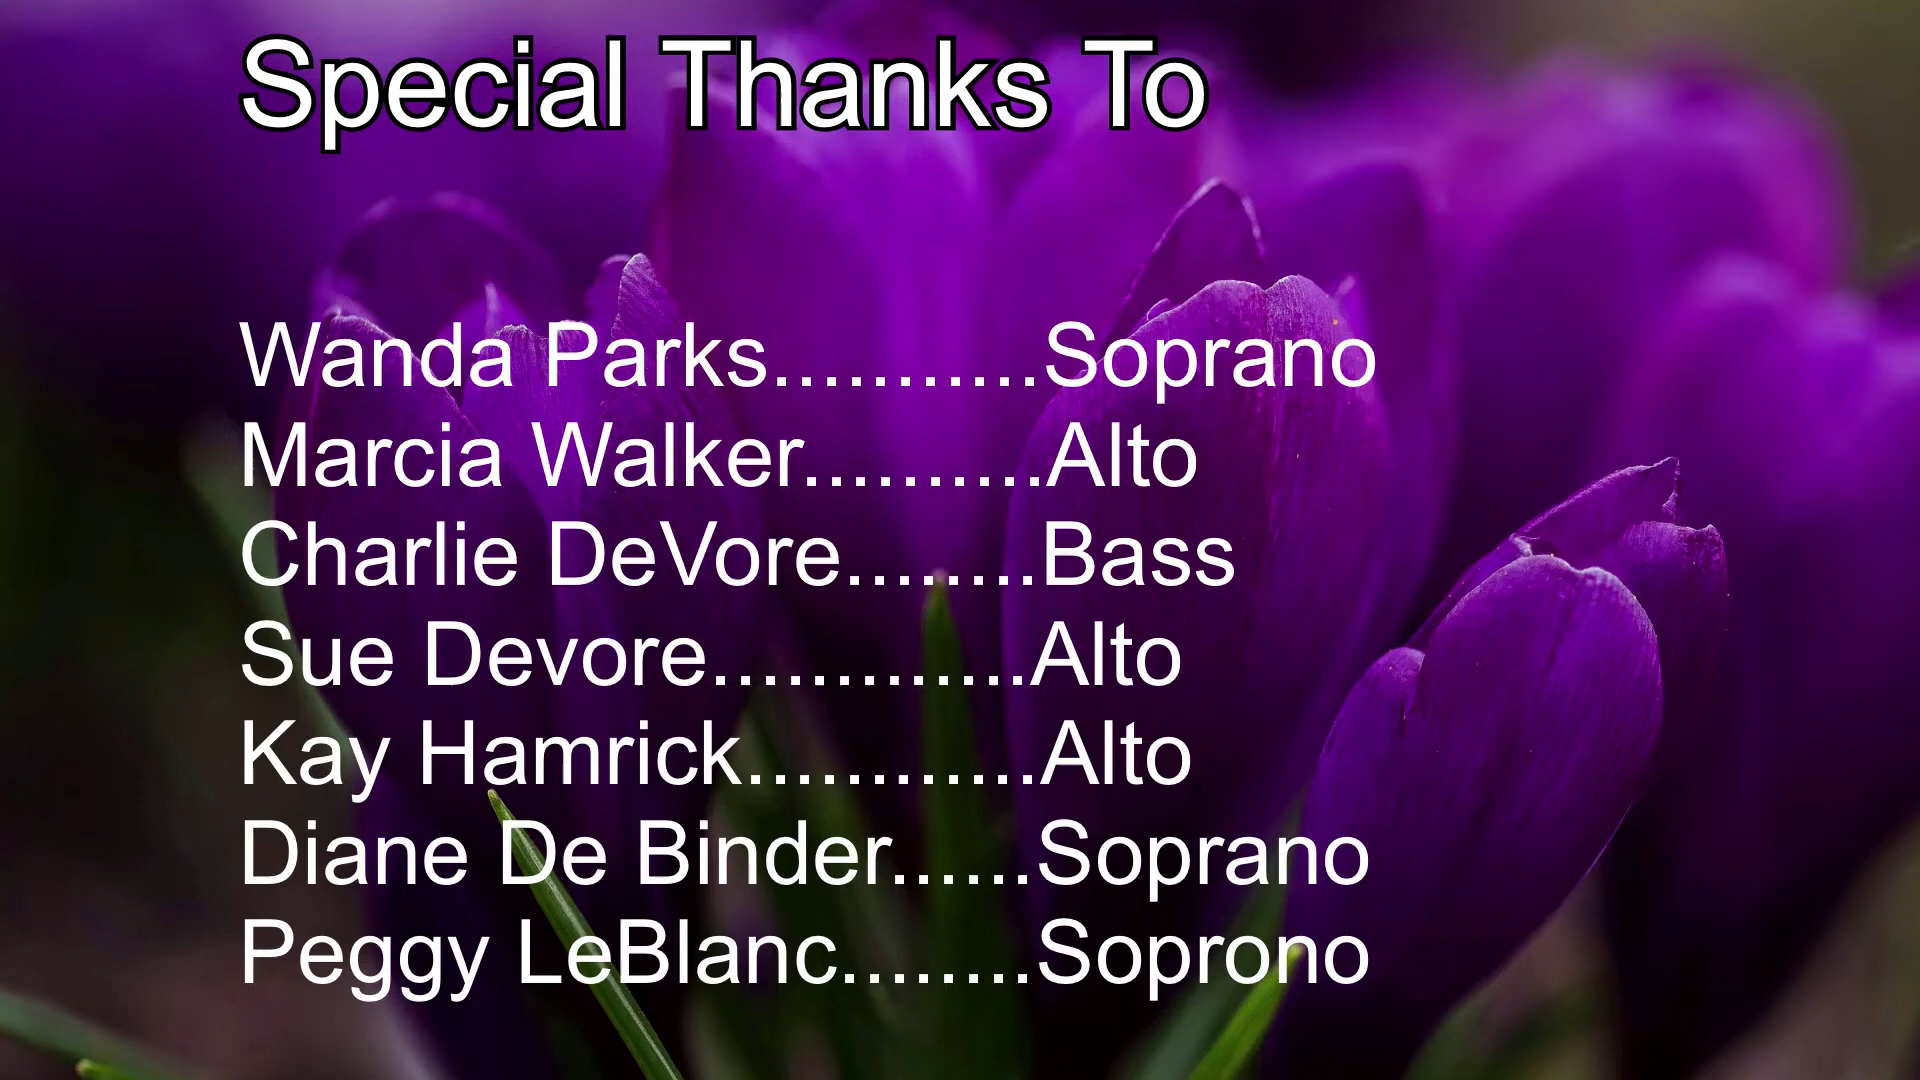 Special Thanks To
Wanda Parks...........Soprano
Marcia Walker..........Alto
Charlie DeVore........Bass
Sue Devore.............Alto
Kay Hamrick............Alto
Diane De Binder......Soprano
Peggy LeBlanc........Soprono